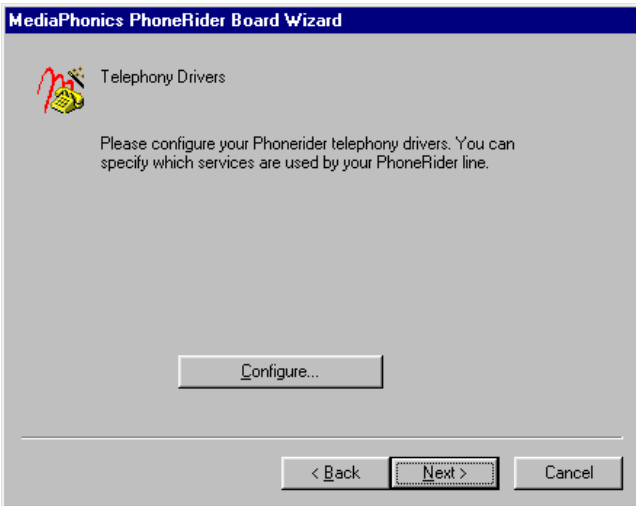 MediaPhonics PhoneRider Board Wizard
Telephony Drivers
Please configure your Phonerider telephony drivers. You can
specify which services are used by your PhoneRider line.
Configure...
< Back Next > Cancel